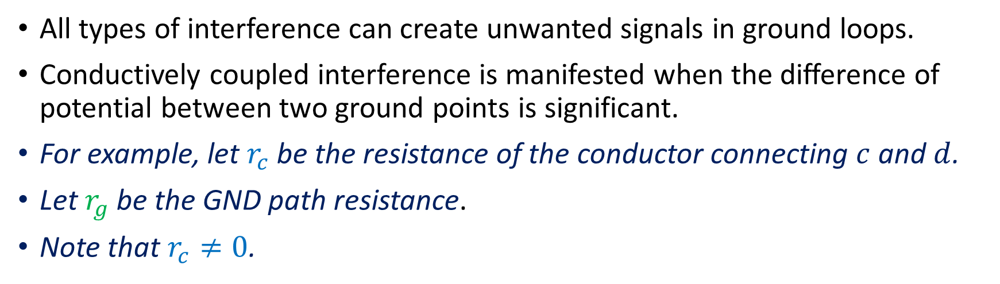 • All types of interference can create unwanted signals in ground loops.
• Conductively coupled interference is manifested when the difference of
potential between two ground points is significant.
• For example, let r_c be the resistance of the conductor connecting c and d.
• Let r_g be the GND path resistance.
• Note that r_c ≠ 0.